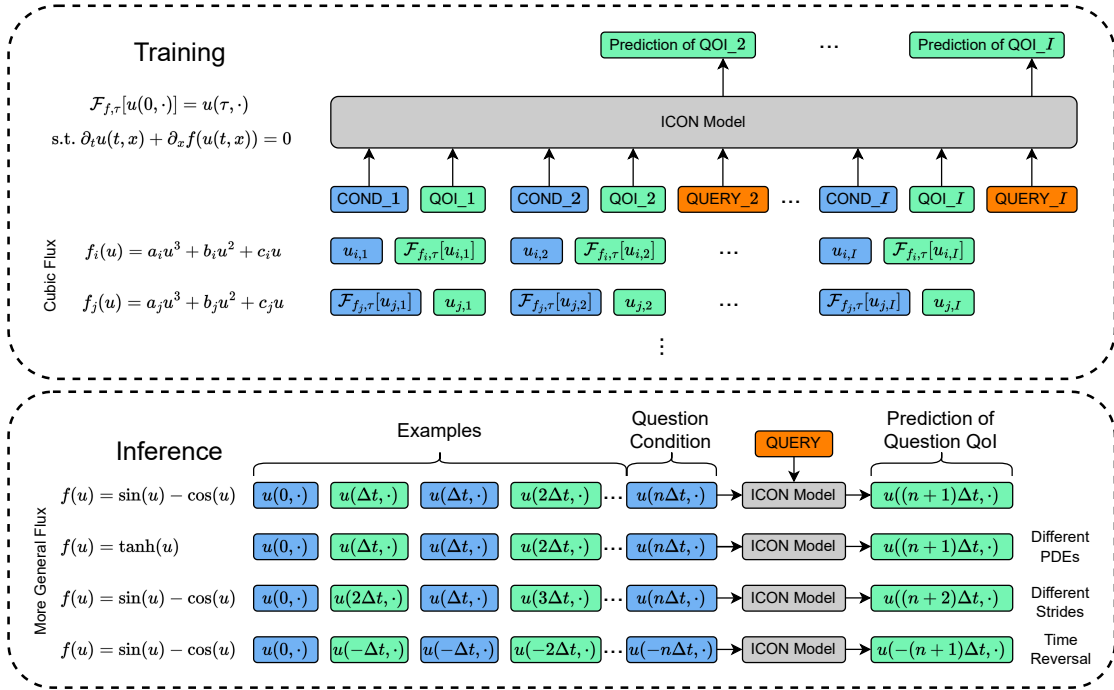 Training
Prediction of QOI_2 ... Prediction of QOI_I
ICON Model
F_{f,τ}[u(0,·)] = u(τ,·)
s.t. ∂_t u(t,x) + ∂_x f(u(t,x)) = 0
COND_1 QOI_1 COND_2 QOI_2 QUERY_2 ... COND_I QOI_I QUERY_I
Cubic Flux
f_i(u) = a_i u³ + b_i u² + c_i u u_{i,1} F_{f_i,τ}[u_{i,1}] u_{i,2} F_{f_i,τ}[u_{i,2}] ... u_{i,I} F_{f_i,τ}[u_{i,I}]
f_j(u) = a_j u³ + b_j u² + c_j u F_{f_j,τ}[u_{j,1}] u_{j,1} F_{f_j,τ}[u_{j,2}] u_{j,2} ... F_{f_j,τ}[u_{j,I}] u_{j,I}
⋮
Inference
Examples
Question
Condition
QUERY
Prediction of
Question QoI
More General Flux
f(u) = sin(u) − cos(u) u(0,·) u(Δt,·) u(Δt,·) u(2Δt,·) ... u(nΔt,·) ICON Model u((n+1)Δt,·)
f(u) = tanh(u) u(0,·) u(Δt,·) u(Δt,·) u(2Δt,·) ... u(nΔt,·) ICON Model u((n+1)Δt,·)
Different
PDEs
f(u) = sin(u) − cos(u) u(0,·) u(2Δt,·) u(Δt,·) u(3Δt,·) ... u(nΔt,·) ICON Model u((n+2)Δt,·)
Different
Strides
f(u) = sin(u) − cos(u) u(0,·) u(−Δt,·) u(−Δt,·) u(−2Δt,·) ... u(−nΔt,·) ICON Model u(−(n+1)Δt,·)
Time
Reversal